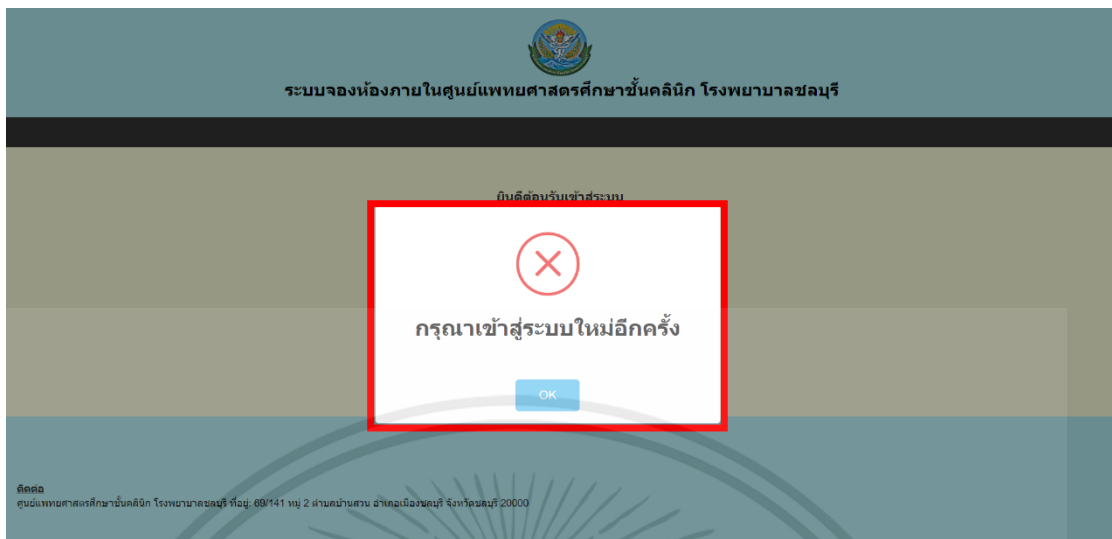 ระบบจองห้องภายในศูนย์แพทยศาสตรศึกษาชั้นคลินิก โรงพยาบาลชลบุรี
ยินดีต้อนรับเข้าสู่ระบบ
กรุณาเข้าสู่ระบบใหม่อีกครั้ง
OK
ติดต่อ
ศูนย์แพทยศาสตรศึกษาชั้นคลินิก โรงพยาบาลชลบุรี ที่อยู่: 69/141 หมู่ 2 ตำบลบ้านสวน อำเภอเมืองชลบุรี จังหวัดชลบุรี 20000